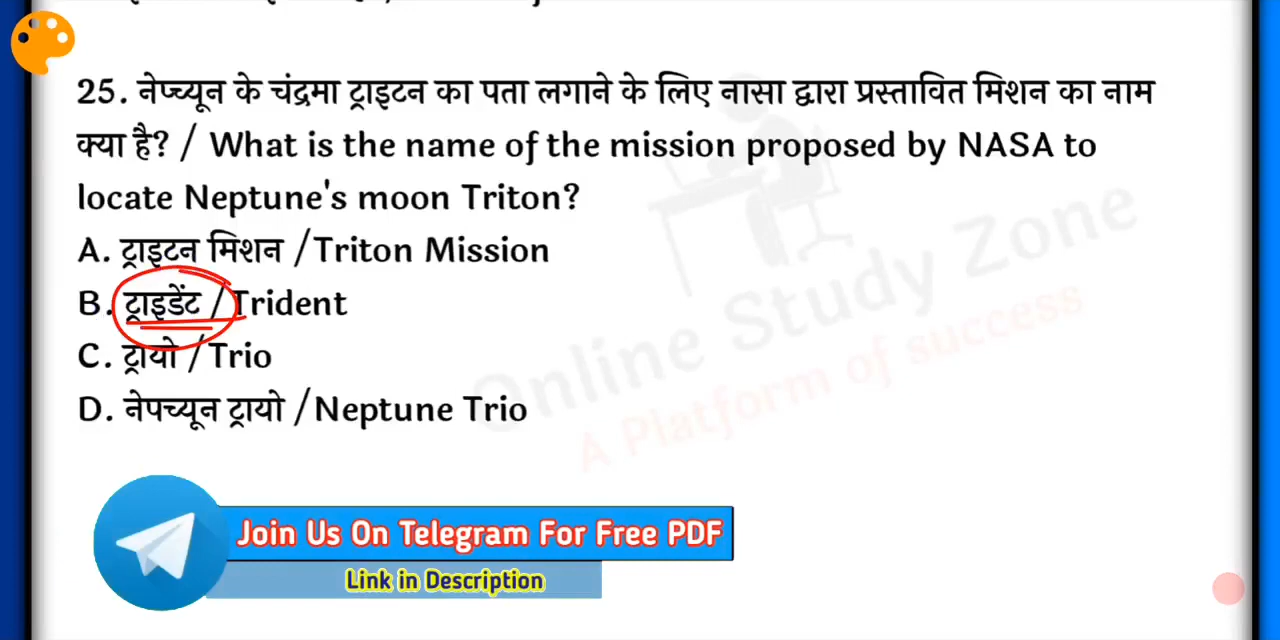 25. नेप्च्यून के चंद्रमा ट्राइटन का पता लगाने के लिए नासा द्वारा प्रस्तावित मिशन का नाम
क्या है? / What is the name of the mission proposed by NASA to
locate Neptune's moon Triton?
A. ट्राइटन मिशन /Triton Mission
B. ट्राइडेंट /Trident
C. ट्रायो /Trio
D. नेपच्यून ट्रायो /Neptune Trio
Online Study Zone
A Platform of success
Join Us On Telegram For Free PDF
Link in Description